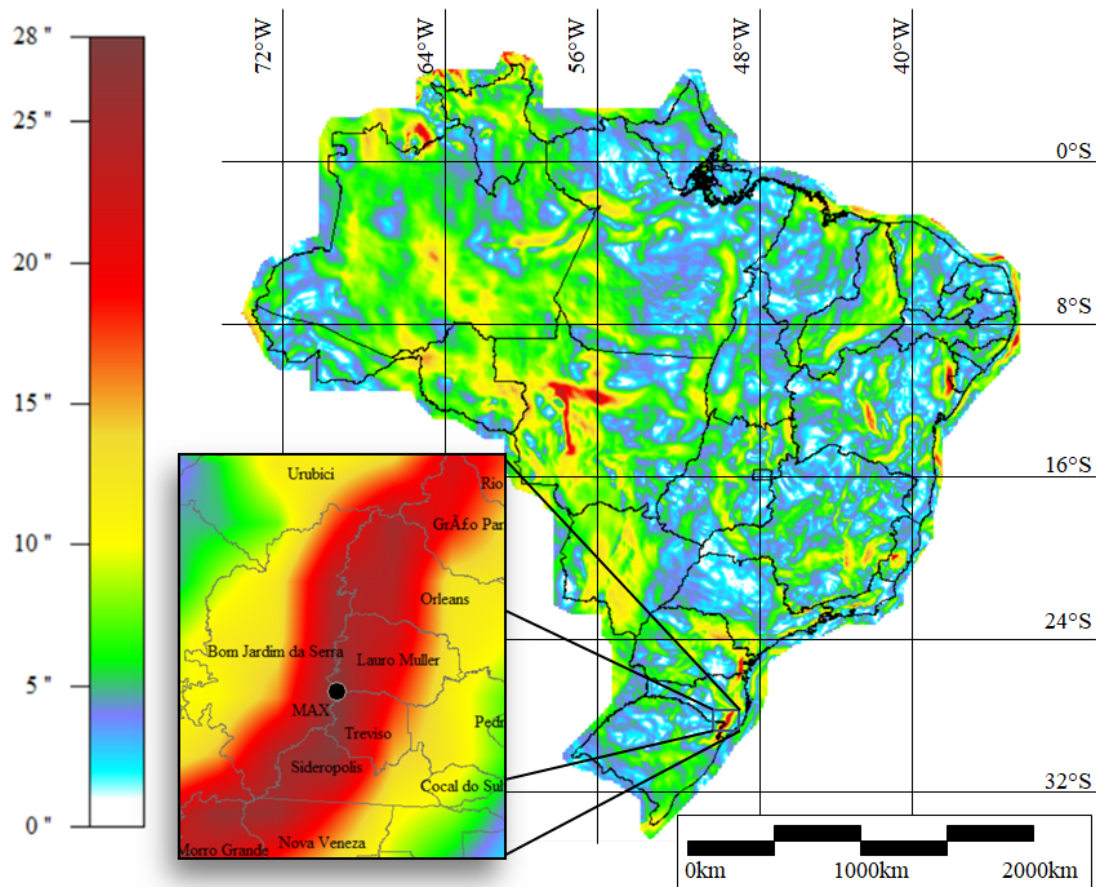 28 "
25 "
20 "
15 "
10 "
5 "
0 "
72°W
64°W
56°W
48°W
40°W
0°S
8°S
16°S
24°S
32°S
Urubici
Rio
GrÃ£o Par
Orleans
Bom Jardim da Serra
Lauro Muller
MAX
Pedr
Treviso
Sideropolis
Cocal do Sul
Nova Veneza
Morro Grande
0km
1000km
2000km